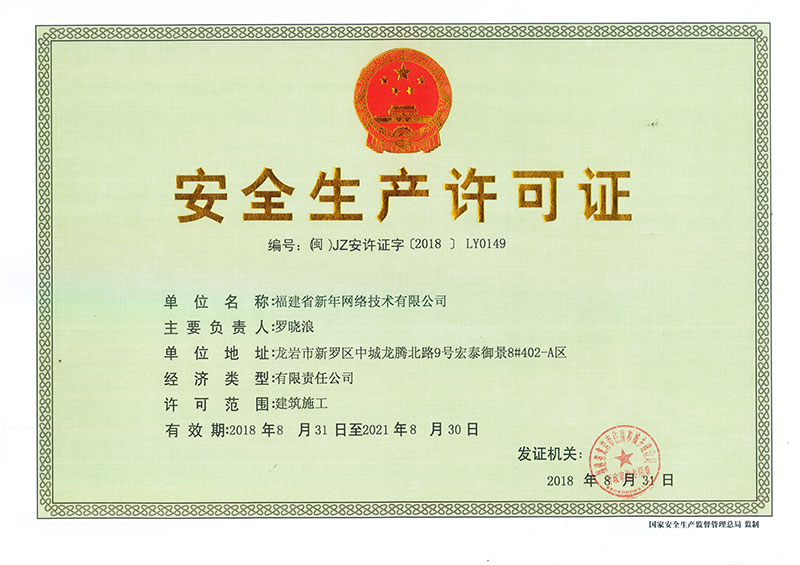 安全生产许可证
编号：(闽)JZ安许证字〔2018 〕 LY0149
单位名称:福建省新年网络技术有限公司
主要负责人:罗晓浪
单位地址:龙岩市新罗区中城龙腾北路9号宏泰御景8#402-A区
经济类型:有限责任公司
许可范围:建筑施工
有效期:2018 年8 月31 日至2021 年8 月30 日
发证机关:
2018 年 8 月 31 日
国家安全生产监督管理总局 监制